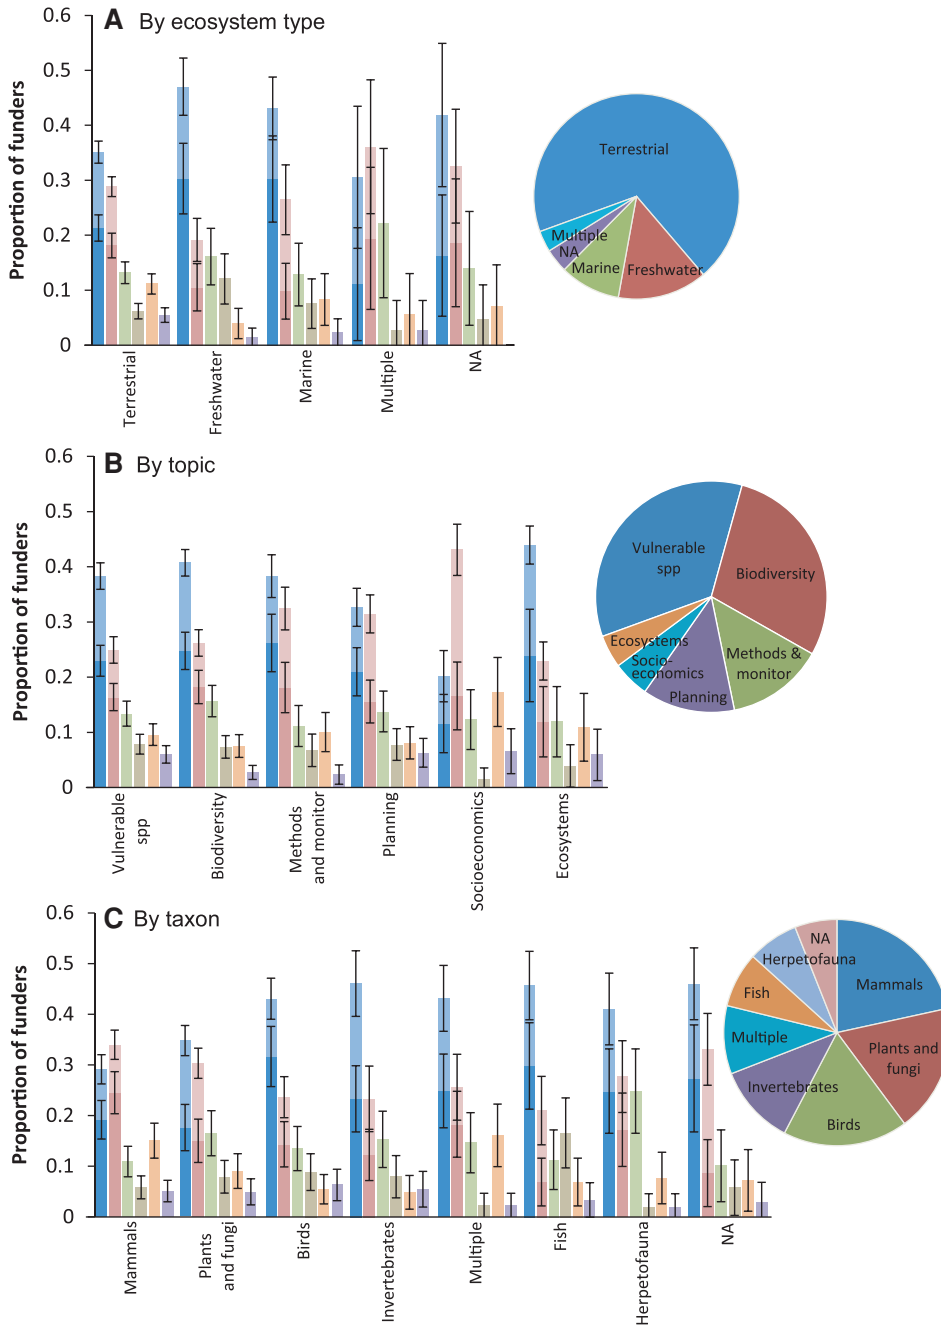 A By ecosystem type
Proportion of funders
0.6
0.5
0.4
0.3
0.2
0.1
0
Terrestrial
Freshwater
Marine
Multiple
NA
Terrestrial
Multiple
NA
Marine
Freshwater
B By topic
Proportion of funders
0.6
0.5
0.4
0.3
0.2
0.1
0
Vulnerable
spp
Biodiversity
Methods
and monitor
Planning
Socioeconomics
Ecosystems
Vulnerable
spp
Biodiversity
Ecosystems
Socio-
economics
Methods &
monitor
Planning
C By taxon
Proportion of funders
0.6
0.5
0.4
0.3
0.2
0.1
0
Mammals
Plants
and fungi
Birds
Invertebrates
Multiple
Fish
Herpetofauna
NA
NA
Herpetofauna
Mammals
Fish
Multiple
Plants and
fungi
Invertebrates
Birds